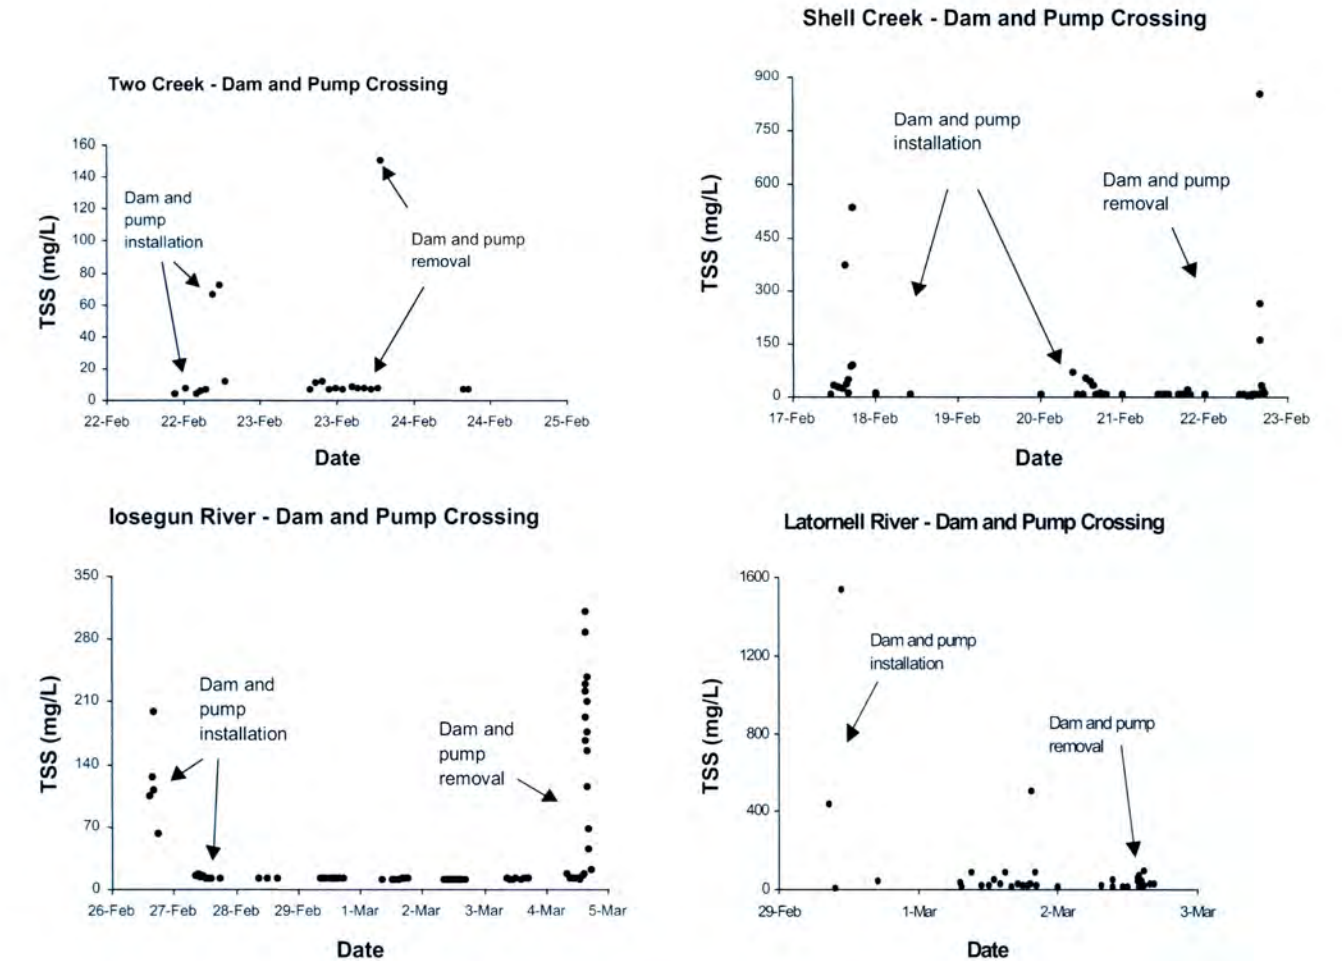 Two Creek - Dam and Pump Crossing
TSS (mg/L)
160
140
120
100
80
60
40
20
0
Dam and
pump
installation
Dam and pump
removal
22-Feb 22-Feb 23-Feb 23-Feb 24-Feb 24-Feb 25-Feb
Date
Shell Creek - Dam and Pump Crossing
TSS (mg/L)
900
750
600
450
300
150
0
Dam and pump
installation
Dam and pump
removal
17-Feb 18-Feb 19-Feb 20-Feb 21-Feb 22-Feb 23-Feb
Date
Iosegun River - Dam and Pump Crossing
TSS (mg/L)
350
280
210
140
70
0
Dam and
pump
installation
Dam and
pump
removal
26-Feb 27-Feb 28-Feb 29-Feb 1-Mar 2-Mar 3-Mar 4-Mar 5-Mar
Date
Latornell River - Dam and Pump Crossing
TSS (mg/L)
1600
1200
800
400
0
Dam and pump
installation
Dam and pump
removal
29-Feb 1-Mar 2-Mar 3-Mar
Date